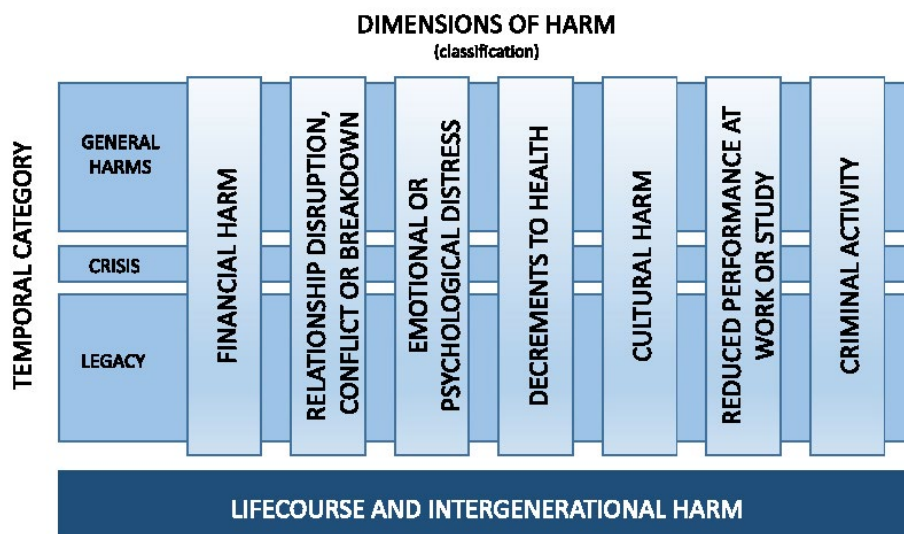 DIMENSIONS OF HARM
(classification)
TEMPORAL CATEGORY
GENERAL
HARMS
CRISIS
LEGACY
FINANCIAL HARM
RELATIONSHIP DISRUPTION,
CONFLICT OR BREAKDOWN
EMOTIONAL OR
PSYCHOLOGICAL DISTRESS
DECREMENTS TO HEALTH
CULTURAL HARM
REDUCED PERFORMANCE AT
WORK OR STUDY
CRIMINAL ACTIVITY
LIFECOURSE AND INTERGENERATIONAL HARM